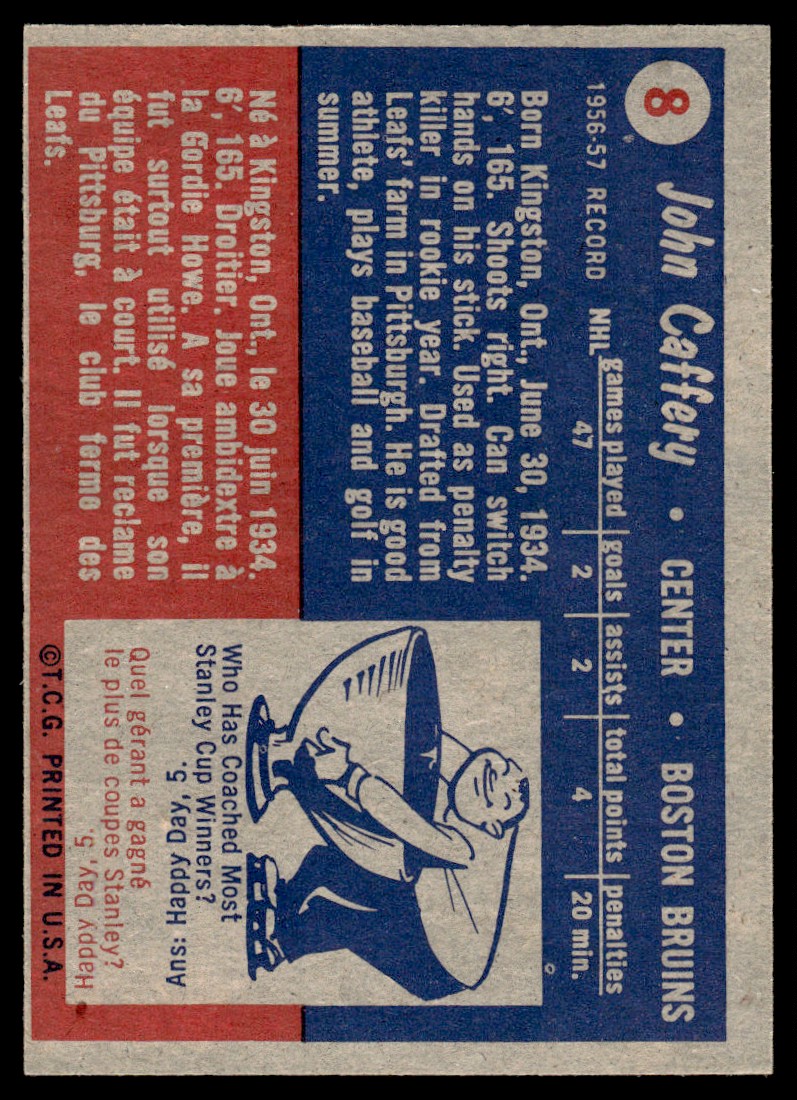 8 John Caffery • CENTER • BOSTON BRUINS
1956-57 RECORD
games played goals assists total points penalties
NHL 47 2 2 4 20 min.
Born Kingston, Ont., June 30, 1934.
6', 165. Shoots right. Can switch
hands on his stick. Used as penalty
killer in rookie year. Drafted from
Leafs' farm in Pittsburgh. He is good
athlete, plays baseball and golf in
summer.
Né à Kingston, Ont., le 30 juin 1934.
6', 165. Droitier. Joue ambidextre à
la Gordie Howe. A sa première, il
fut surtout utilisé lorsque son
équipe était à court. Il fut reclame
du Pittsburg, le club ferme des
Leafs.
Who Has Coached Most
Stanley Cup Winners?
Ans: Happy Day, 5.
Quel gérant a gagné
le plus de coupes Stanley?
Happy Day, 5.
©T.C.G. PRINTED IN U.S.A.